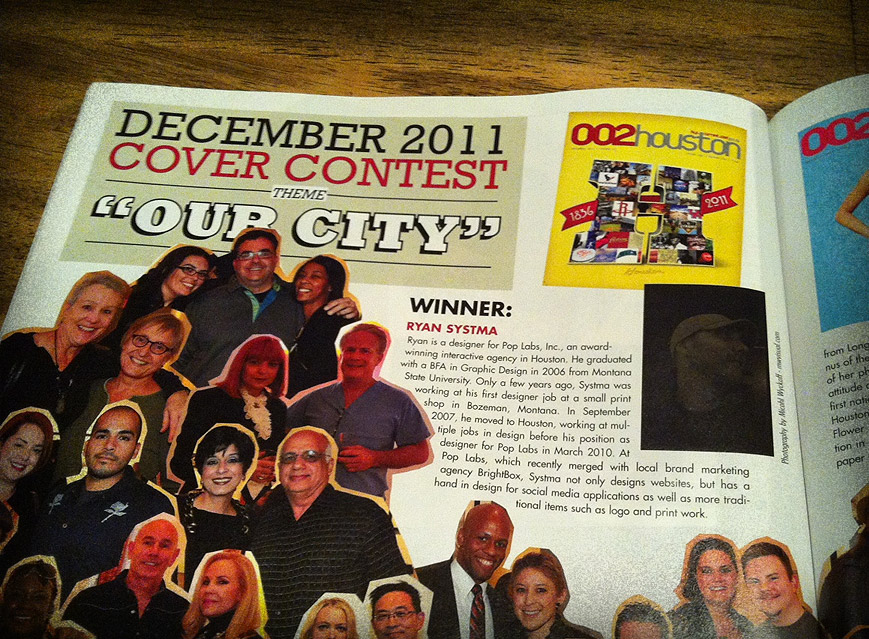 DECEMBER 2011
COVER CONTEST
THEME
“OUR CITY”
002houston
1836
2011
Houston
WINNER:
RYAN SYSTMA
Ryan is a designer for Pop Labs, Inc., an award-
winning interactive agency in Houston. He graduated
with a BFA in Graphic Design in 2006 from Montana
State University. Only a few years ago, Systma was
working at his first designer job at a small print
shop in Bozeman, Montana. In September
2007, he moved to Houston, working at mul-
tiple jobs in design before his position as
designer for Pop Labs in March 2010. At
Pop Labs, which recently merged with local brand marketing
agency BrightBox, Systma not only designs websites, but has a
hand in design for social media applications as well as more tradi-
tional items such as logo and print work.
Photography by
002
from Long
nus of the
of her ph
attitude
first nat
Houston
Flower
tion in
paper